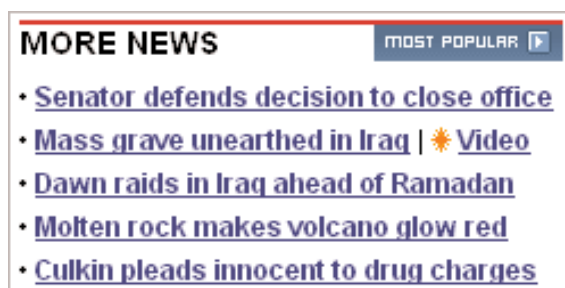 MORE NEWS MOST POPULAR
• Senator defends decision to close office
• Mass grave unearthed in Iraq | Video
• Dawn raids in Iraq ahead of Ramadan
• Molten rock makes volcano glow red
• Culkin pleads innocent to drug charges